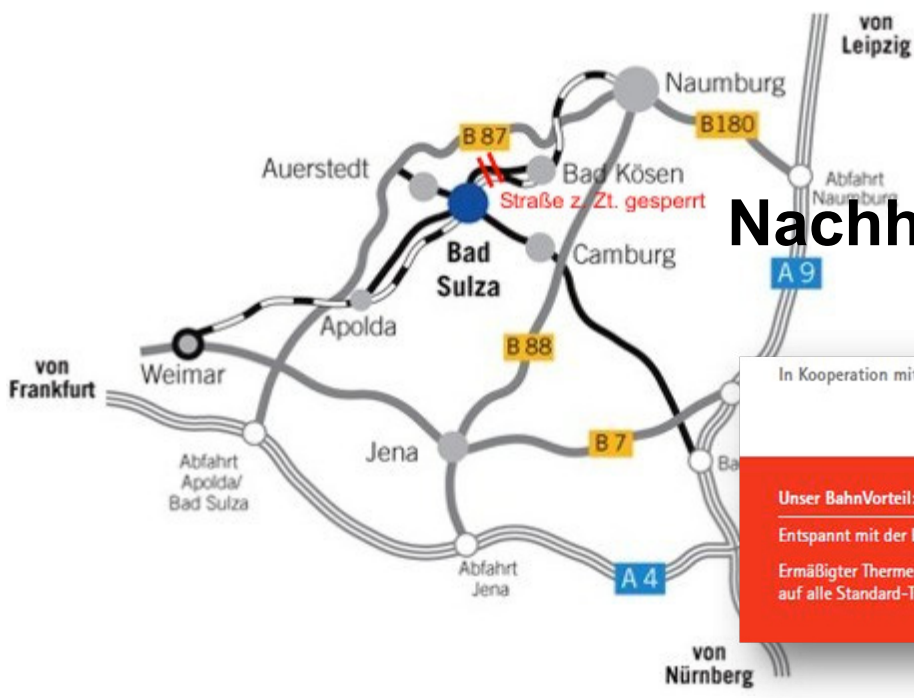 von
Leipzig
Naumburg
B 87
B180
Auerstedt
Bad Kösen
Abfahrt
Naumburg
Straße z. Zt. gesperrt
Bad
Sulza
Camburg
A 9
Apolda
B 88
von
Frankfurt
Weimar
In Kooperation mit
Jena
B 7
Abfahrt
Apolda/
Bad Sulza
Unser BahnVorteil:
Entspannt mit der
Abfahrt
Jena
A 4
Ermäßigter Therme
auf alle Standard-T
von
Nürnberg